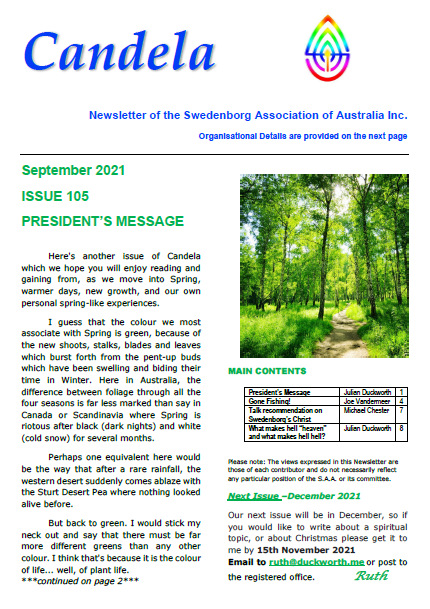 Candela
Newsletter of the Swedenborg Association of Australia Inc.
Organisational Details are provided on the next page
September 2021
ISSUE 105
PRESIDENT'S MESSAGE
Here's another issue of Candela
which we hope you will enjoy reading and
gaining from, as we move into Spring,
warmer days, new growth, and our own
personal spring-like experiences.
I guess that the colour we most
associate with Spring is green, because of
the new shoots, stalks, blades and leaves
which burst forth from the pent-up buds
which have been swelling and biding their
time in Winter. Here in Australia, the
difference between foliage through all the
four seasons is far less marked than say in
Canada or Scandinavia where Spring is
riotous after black (dark nights) and white
(cold snow) for several months.
Perhaps one equivalent here would
be the way that after a rare rainfall, the
western desert suddenly comes ablaze with
the Sturt Desert Pea where nothing looked
alive before.
But back to green. I would stick my
neck out and say that there must be far
more different greens than any other
colour. I think that's because it is the colour
of life... well, of plant life.
***continued on page 2***
MAIN CONTENTS
President's Message Julian Duckworth 1
Gone Fishing! Joe Vandermeer 4
Talk recommendation on Michael Chester 7
Swedenborg's Christ
What makes hell "heaven" Julian Duckworth 8
and what makes hell hell?
Please note: The views expressed in this Newsletter are
those of each contributor and do not necessarily reflect
any particular position of the S.A.A. or its committee.
Next Issue –December 2021
Our next issue will be in December, so if
you would like to write about a spiritual
topic, or about Christmas please get it to
me by 15th November 2021
Email to ruth@duckworth.me or post to
the registered office. Ruth